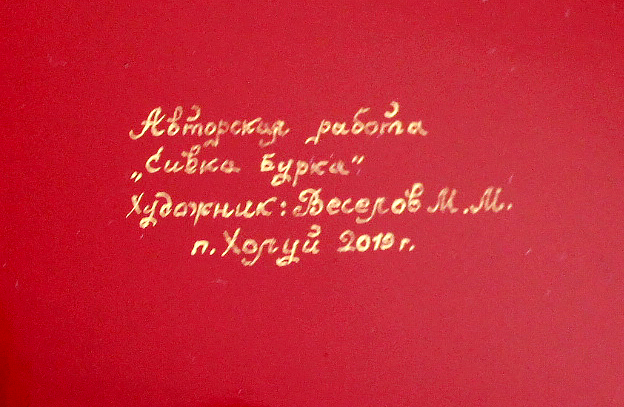 Авторская работа
„Сивка Бурка"
Художник: Веселов М.М.
п. Холуй 2019 г.